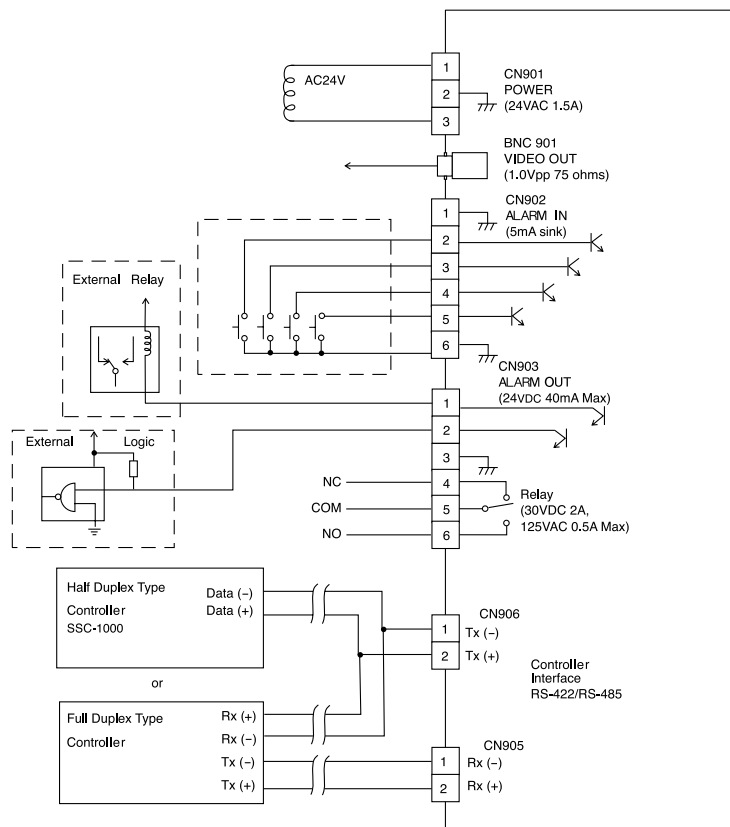 AC24V
1
2
3
CN901
POWER
(24VAC 1.5A)
BNC 901
VIDEO OUT
(1.0Vpp 75 ohms)
1
2
3
4
5
6
CN902
ALARM IN
(5mA sink)
External Relay
CN903
ALARM OUT
(24VDC 40mA Max)
1
2
3
4
5
6
External Logic
NC
COM
NO
Relay
(30VDC 2A,
125VAC 0.5A Max)
Half Duplex Type
Controller
SSC-1000
Data (−)
Data (+)
CN906
1 Tx (−)
2 Tx (+)
Controller
Interface
RS-422/RS-485
or
Full Duplex Type
Controller
Rx (+)
Rx (−)
Tx (−)
Tx (+)
CN905
1 Rx (−)
2 Rx (+)